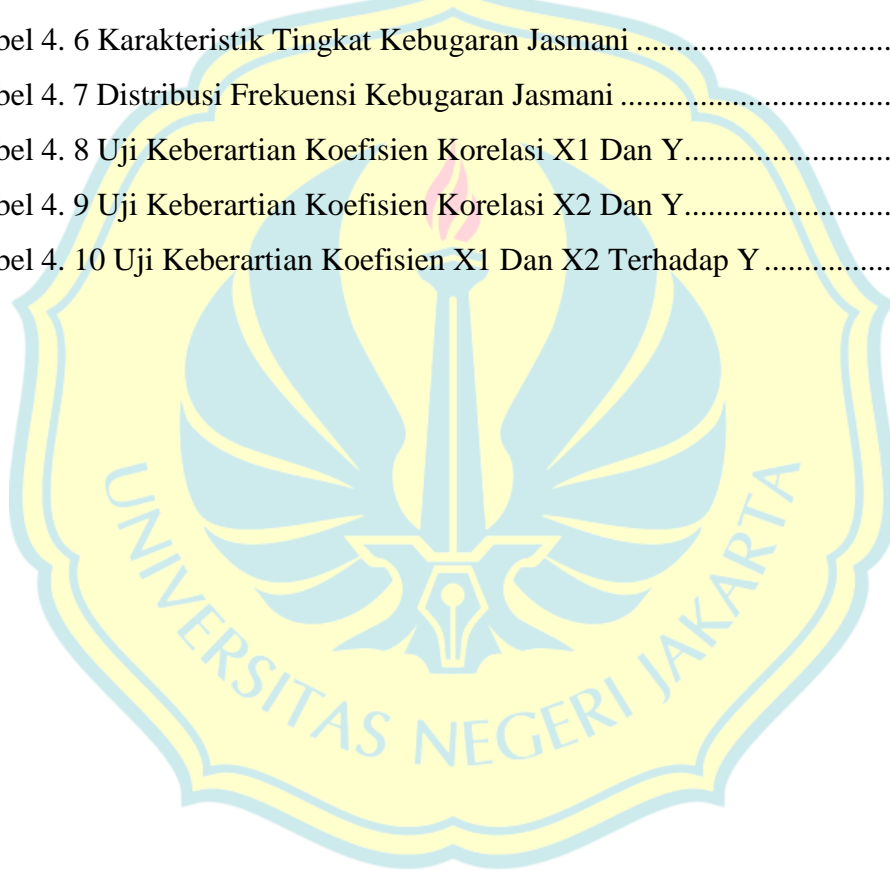 bel 4. 6 Karakteristik Tingkat Kebugaran Jasmani ................................
bel 4. 7 Distribusi Frekuensi Kebugaran Jasmani ..................................
bel 4. 8 Uji Keberartian Koefisien Korelasi X1 Dan Y..........................
bel 4. 9 Uji Keberartian Koefisien Korelasi X2 Dan Y..........................
bel 4. 10 Uji Keberartian Koefisien X1 Dan X2 Terhadap Y ................
UNIVERSITAS NEGERI JAKARTA